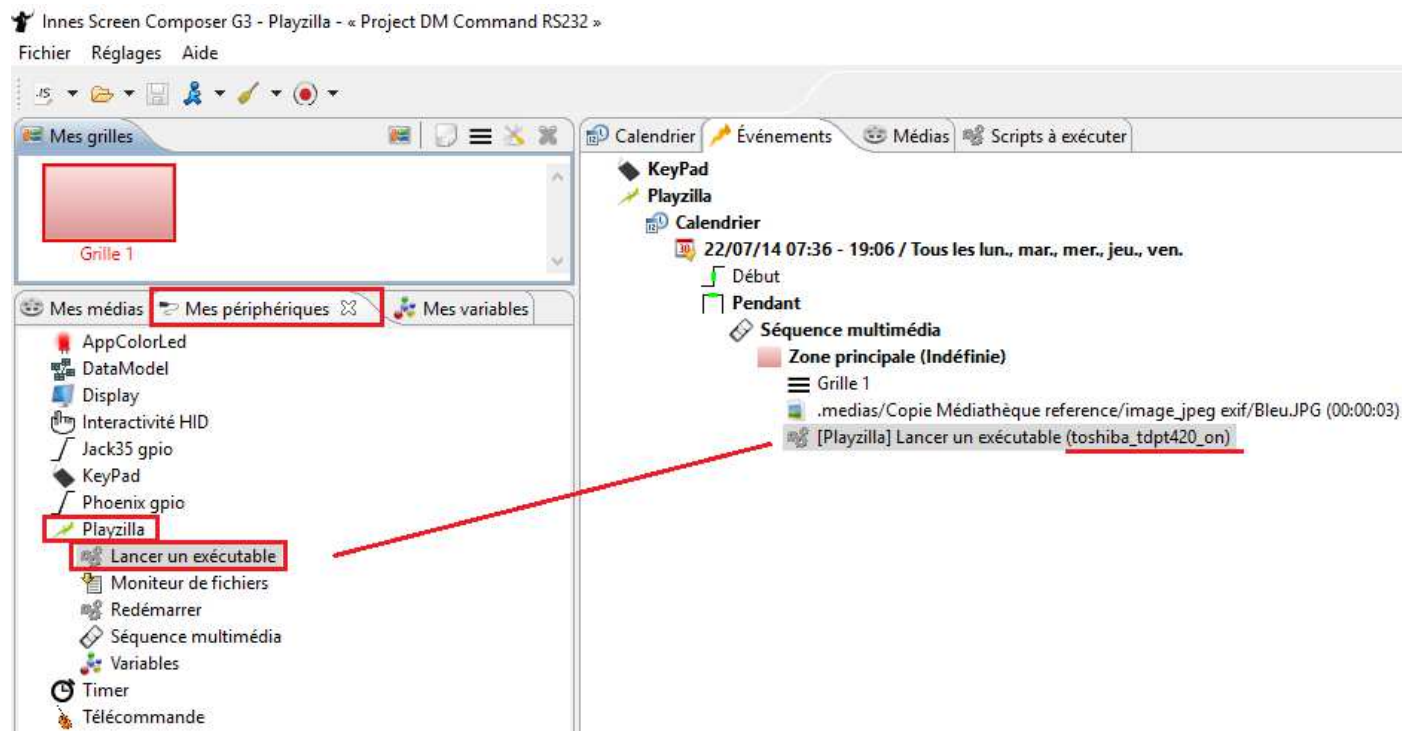 Innes Screen Composer G3 - Playzilla - « Project DM Command RS232 »
Fichier Réglages Aide
Mes grilles
Grille 1
Mes médias Mes périphériques Mes variables
AppColorLed
DataModel
Display
Interactivité HID
Jack35 gpio
KeyPad
Phoenix gpio
Playzilla
Lancer un exécutable
Moniteur de fichiers
Redémarrer
Séquence multimédia
Variables
Timer
Télécommande
Calendrier Événements Médias Scripts à exécuter
KeyPad
Playzilla
Calendrier
22/07/14 07:36 - 19:06 / Tous les lun., mar., mer., jeu., ven.
Début
Pendant
Séquence multimédia
Zone principale (Indéfinie)
Grille 1
.medias/Copie Médiathèque reference/image_jpeg exif/Bleu.JPG (00:00:03)
[Playzilla] Lancer un exécutable (toshiba_tdpt420_on)